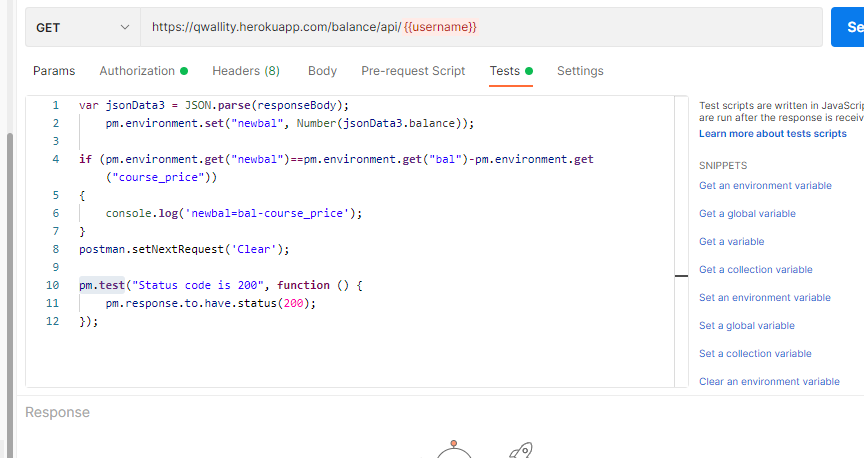 GET
https://qwallity.herokuapp.com/balance/api/{{username}}
Params Authorization Headers (8) Body Pre-request Script Tests Settings
1 var jsonData3 = JSON.parse(responseBody);
2 pm.environment.set("newbal", Number(jsonData3.balance));
3
4 if (pm.environment.get("newbal")==pm.environment.get("bal")-pm.environment.get
("course_price"))
5 {
6 console.log('newbal=bal-course_price');
7 }
8 postman.setNextRequest('Clear');
9
10 pm.test("Status code is 200", function () {
11 pm.response.to.have.status(200);
12 });
Test scripts are written in JavaScrip
are run after the response is receiv
Learn more about tests scripts
SNIPPETS
Get an environment variable
Get a global variable
Get a variable
Get a collection variable
Set an environment variable
Set a global variable
Set a collection variable
Clear an environment variable
Response